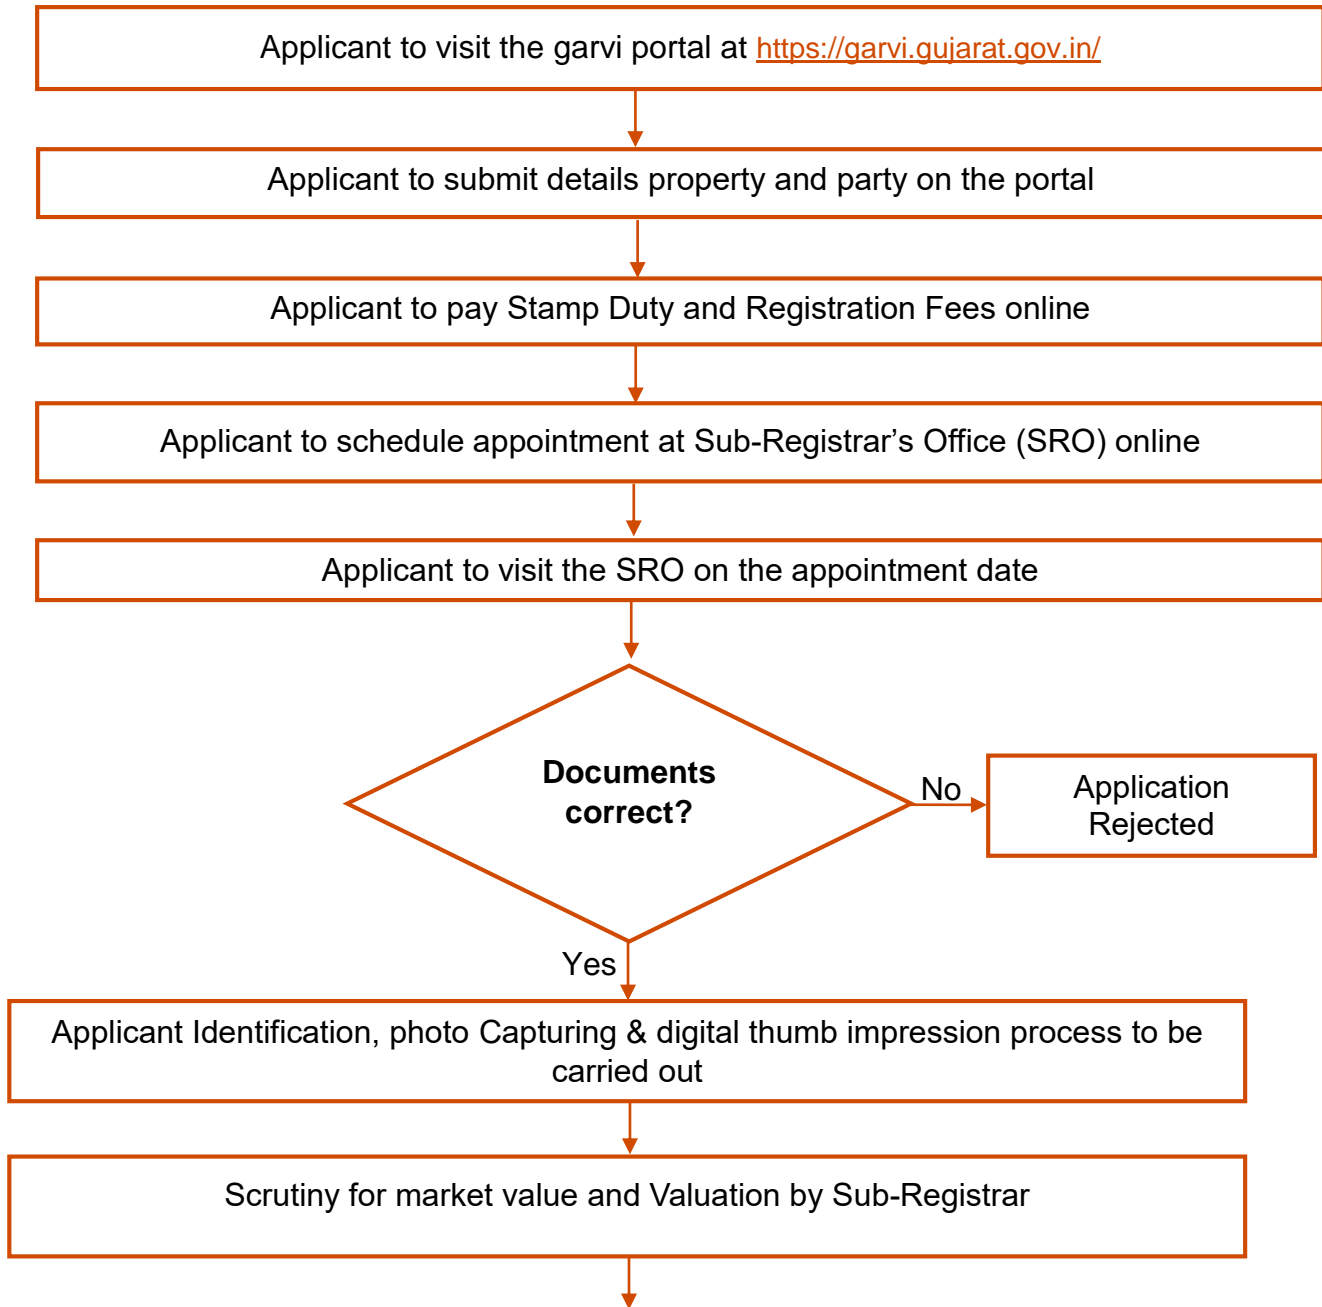 Applicant to visit the garvi portal at https://garvi.gujarat.gov.in/
Applicant to submit details property and party on the portal
Applicant to pay Stamp Duty and Registration Fees online
Applicant to schedule appointment at Sub-Registrar’s Office (SRO) online
Applicant to visit the SRO on the appointment date
Documents
correct?
No
Application
Rejected
Yes
Applicant Identification, photo Capturing & digital thumb impression process to be
carried out
Scrutiny for market value and Valuation by Sub-Registrar